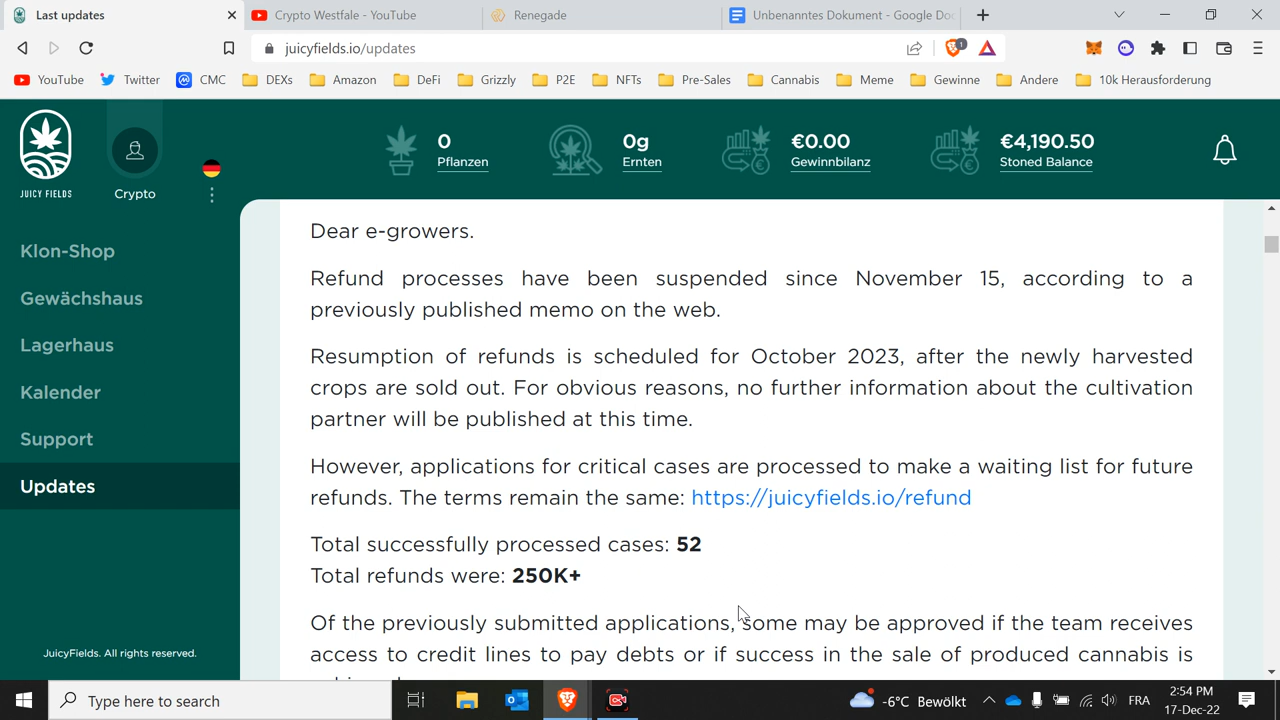 Last updates
Crypto Westfale - YouTube
Renegade
Unbenanntes Dokument - Google Doc
juicyfields.io/updates
1
YouTube
Twitter
CMC
DEXs
Amazon
DeFi
Grizzly
P2E
NFTs
Pre-Sales
Cannabis
Meme
Gewinne
Andere
10k Herausforderung
JUICY FIELDS
Crypto
0
Pflanzen
0g
Ernten
€0.00
Gewinnbilanz
€4,190.50
Stoned Balance
Klon-Shop
Gewächshaus
Lagerhaus
Kalender
Support
Updates
JuicyFields. All rights reserved.
Dear e-growers.
Refund processes have been suspended since November 15, according to a
previously published memo on the web.
Resumption of refunds is scheduled for October 2023, after the newly harvested
crops are sold out. For obvious reasons, no further information about the cultivation
partner will be published at this time.
However, applications for critical cases are processed to make a waiting list for future
refunds. The terms remain the same: https://juicyfields.io/refund
Total successfully processed cases: 52
Total refunds were: 250K+
Of the previously submitted applications, some may be approved if the team receives
access to credit lines to pay debts or if success in the sale of produced cannabis is
Type here to search
-6°C Bewölkt
FRA
2:54 PM
17-Dec-22